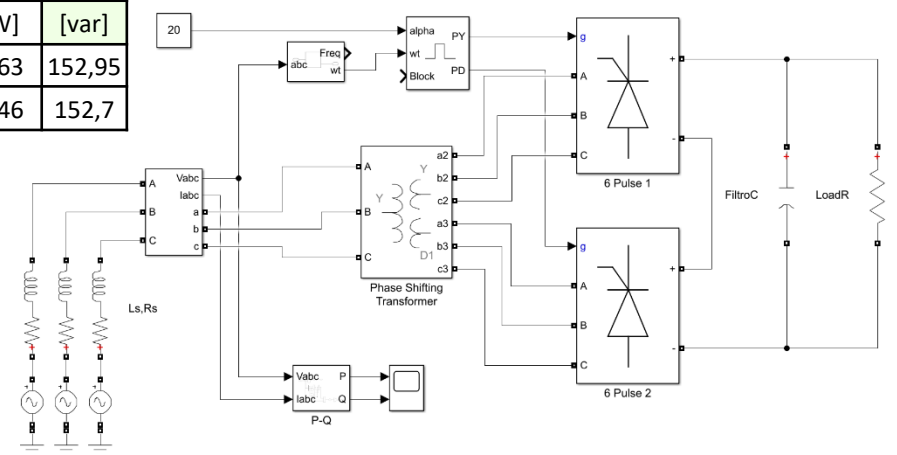 [var]
63 152,95
46 152,7
20
alpha
PY
wt
Block
PD
Freq
abc
wt
g
A
B
C
+
-
6 Pulse 1
A
B
C
Vabc
Iabc
a
b
c
A
B
C
Y
Y
D1
a2
b2
c2
a3
b3
c3
Phase Shifting
Transformer
g
A
B
C
+
-
6 Pulse 2
FiltroC
LoadR
+
+
Ls,Rs
+
+
+
Vabc
Iabc
P
Q
P-Q